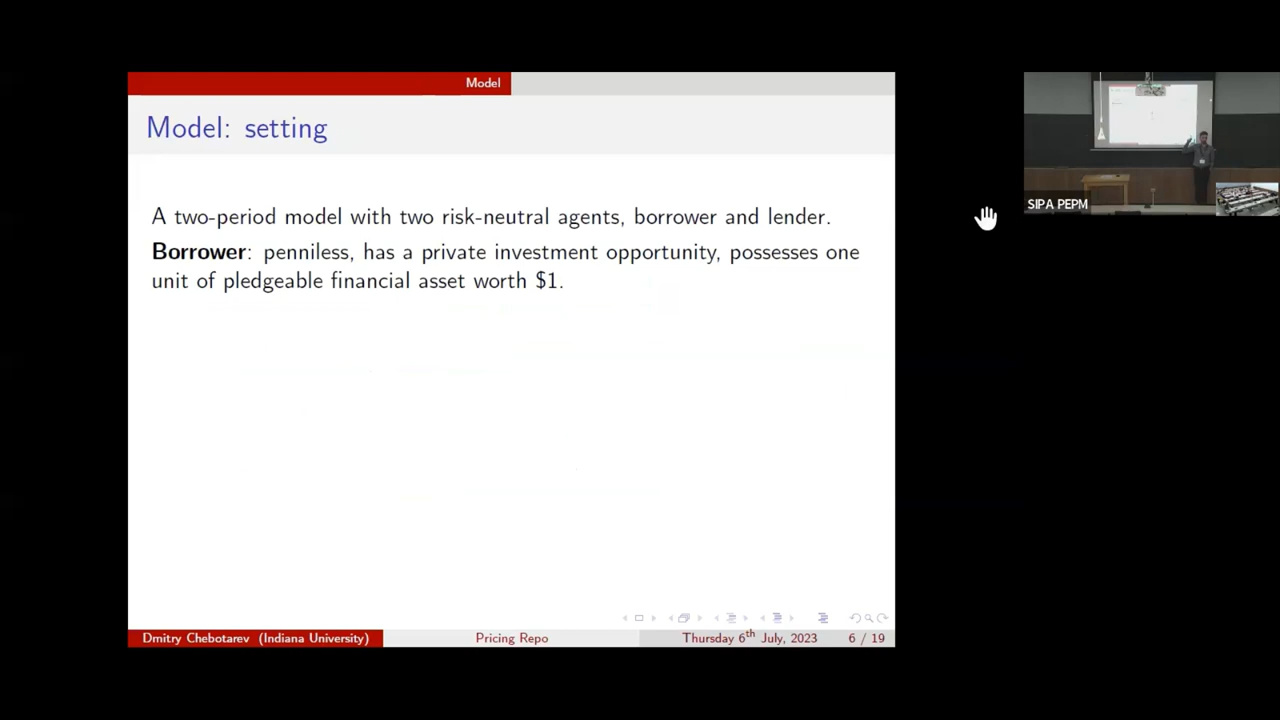 Model
Model: setting
A two-period model with two risk-neutral agents, borrower and lender.
Borrower: penniless, has a private investment opportunity, possesses one
unit of pledgeable financial asset worth $1.
Dmitry Chebotarev (Indiana University)
Pricing Repo
Thursday 6th July, 2023
6 / 19
SIPA PEPM